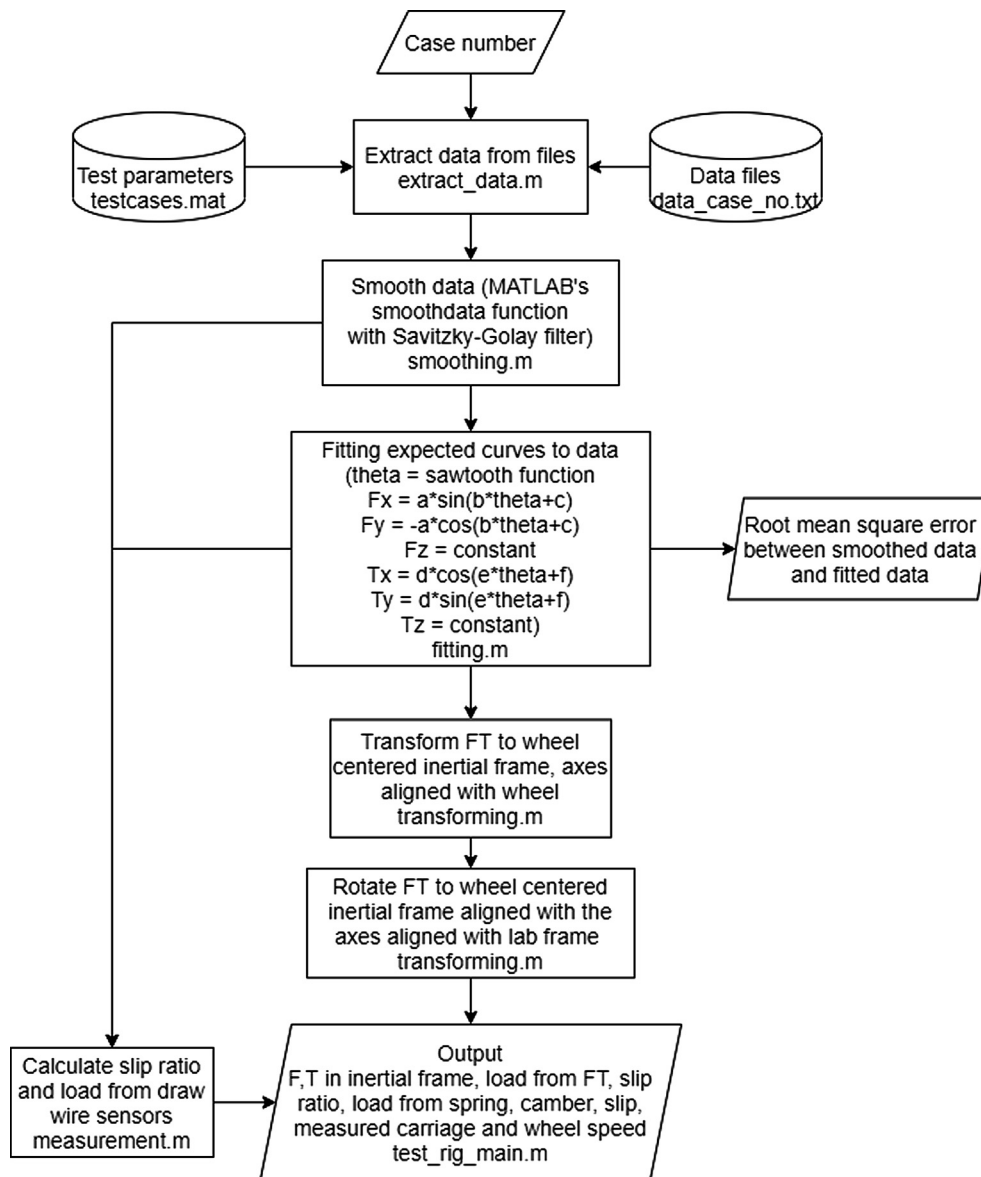 Case number
Test parameters
testcases.mat
Extract data from files
extract_data.m
Data files
data_case_no.txt
Smooth data (MATLAB's
smoothdata function
with Savitzky-Golay filter)
smoothing.m
Fitting expected curves to data
(theta = sawtooth function
Fx = a*sin(b*theta+c)
Fy = -a*cos(b*theta+c)
Fz = constant
Tx = d*cos(e*theta+f)
Ty = d*sin(e*theta+f)
Tz = constant)
fitting.m
Root mean square error
between smoothed data
and fitted data
Transform FT to wheel
centered inertial frame, axes
aligned with wheel
transforming.m
Rotate FT to wheel centered
inertial frame aligned with the
axes aligned with lab frame
transforming.m
Calculate slip ratio
and load from draw
wire sensors
measurement.m
Output
F,T in inertial frame, load from FT, slip
ratio, load from spring, camber, slip,
measured carriage and wheel speed
test_rig_main.m